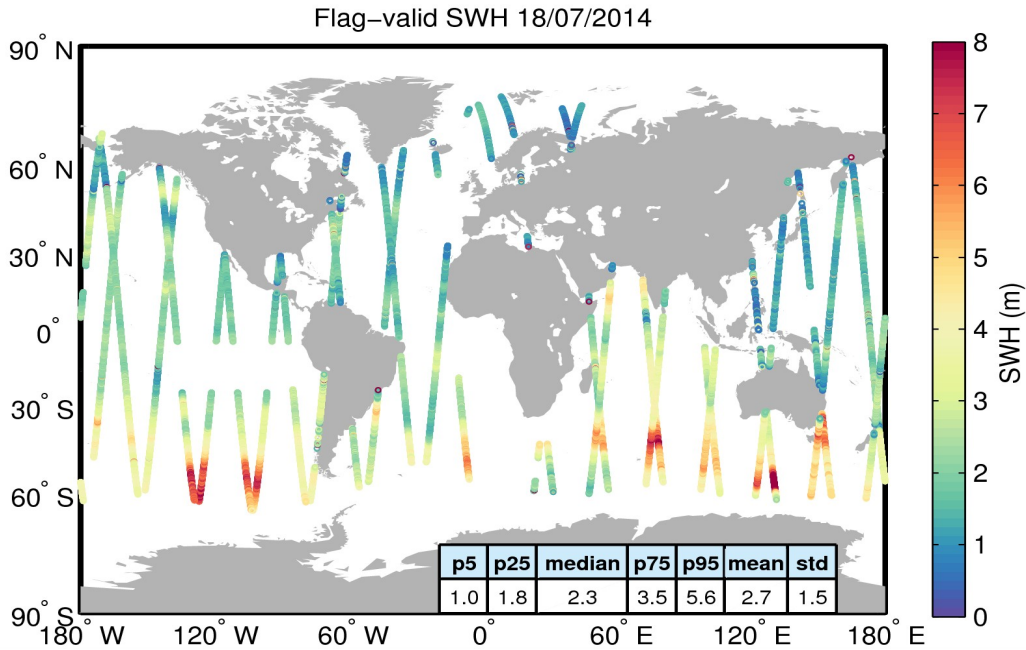 Flag−valid SWH 18/07/2014
90° N
60° N
30° N
0°
30° S
60° S
90° S
180° W
120° W
60° W
0°
60° E
120° E
180° E
8
7
6
5
4
3
2
1
0
SWH (m)
p5 p25 median p75 p95 mean std
1.0 1.8 2.3 3.5 5.6 2.7 1.5